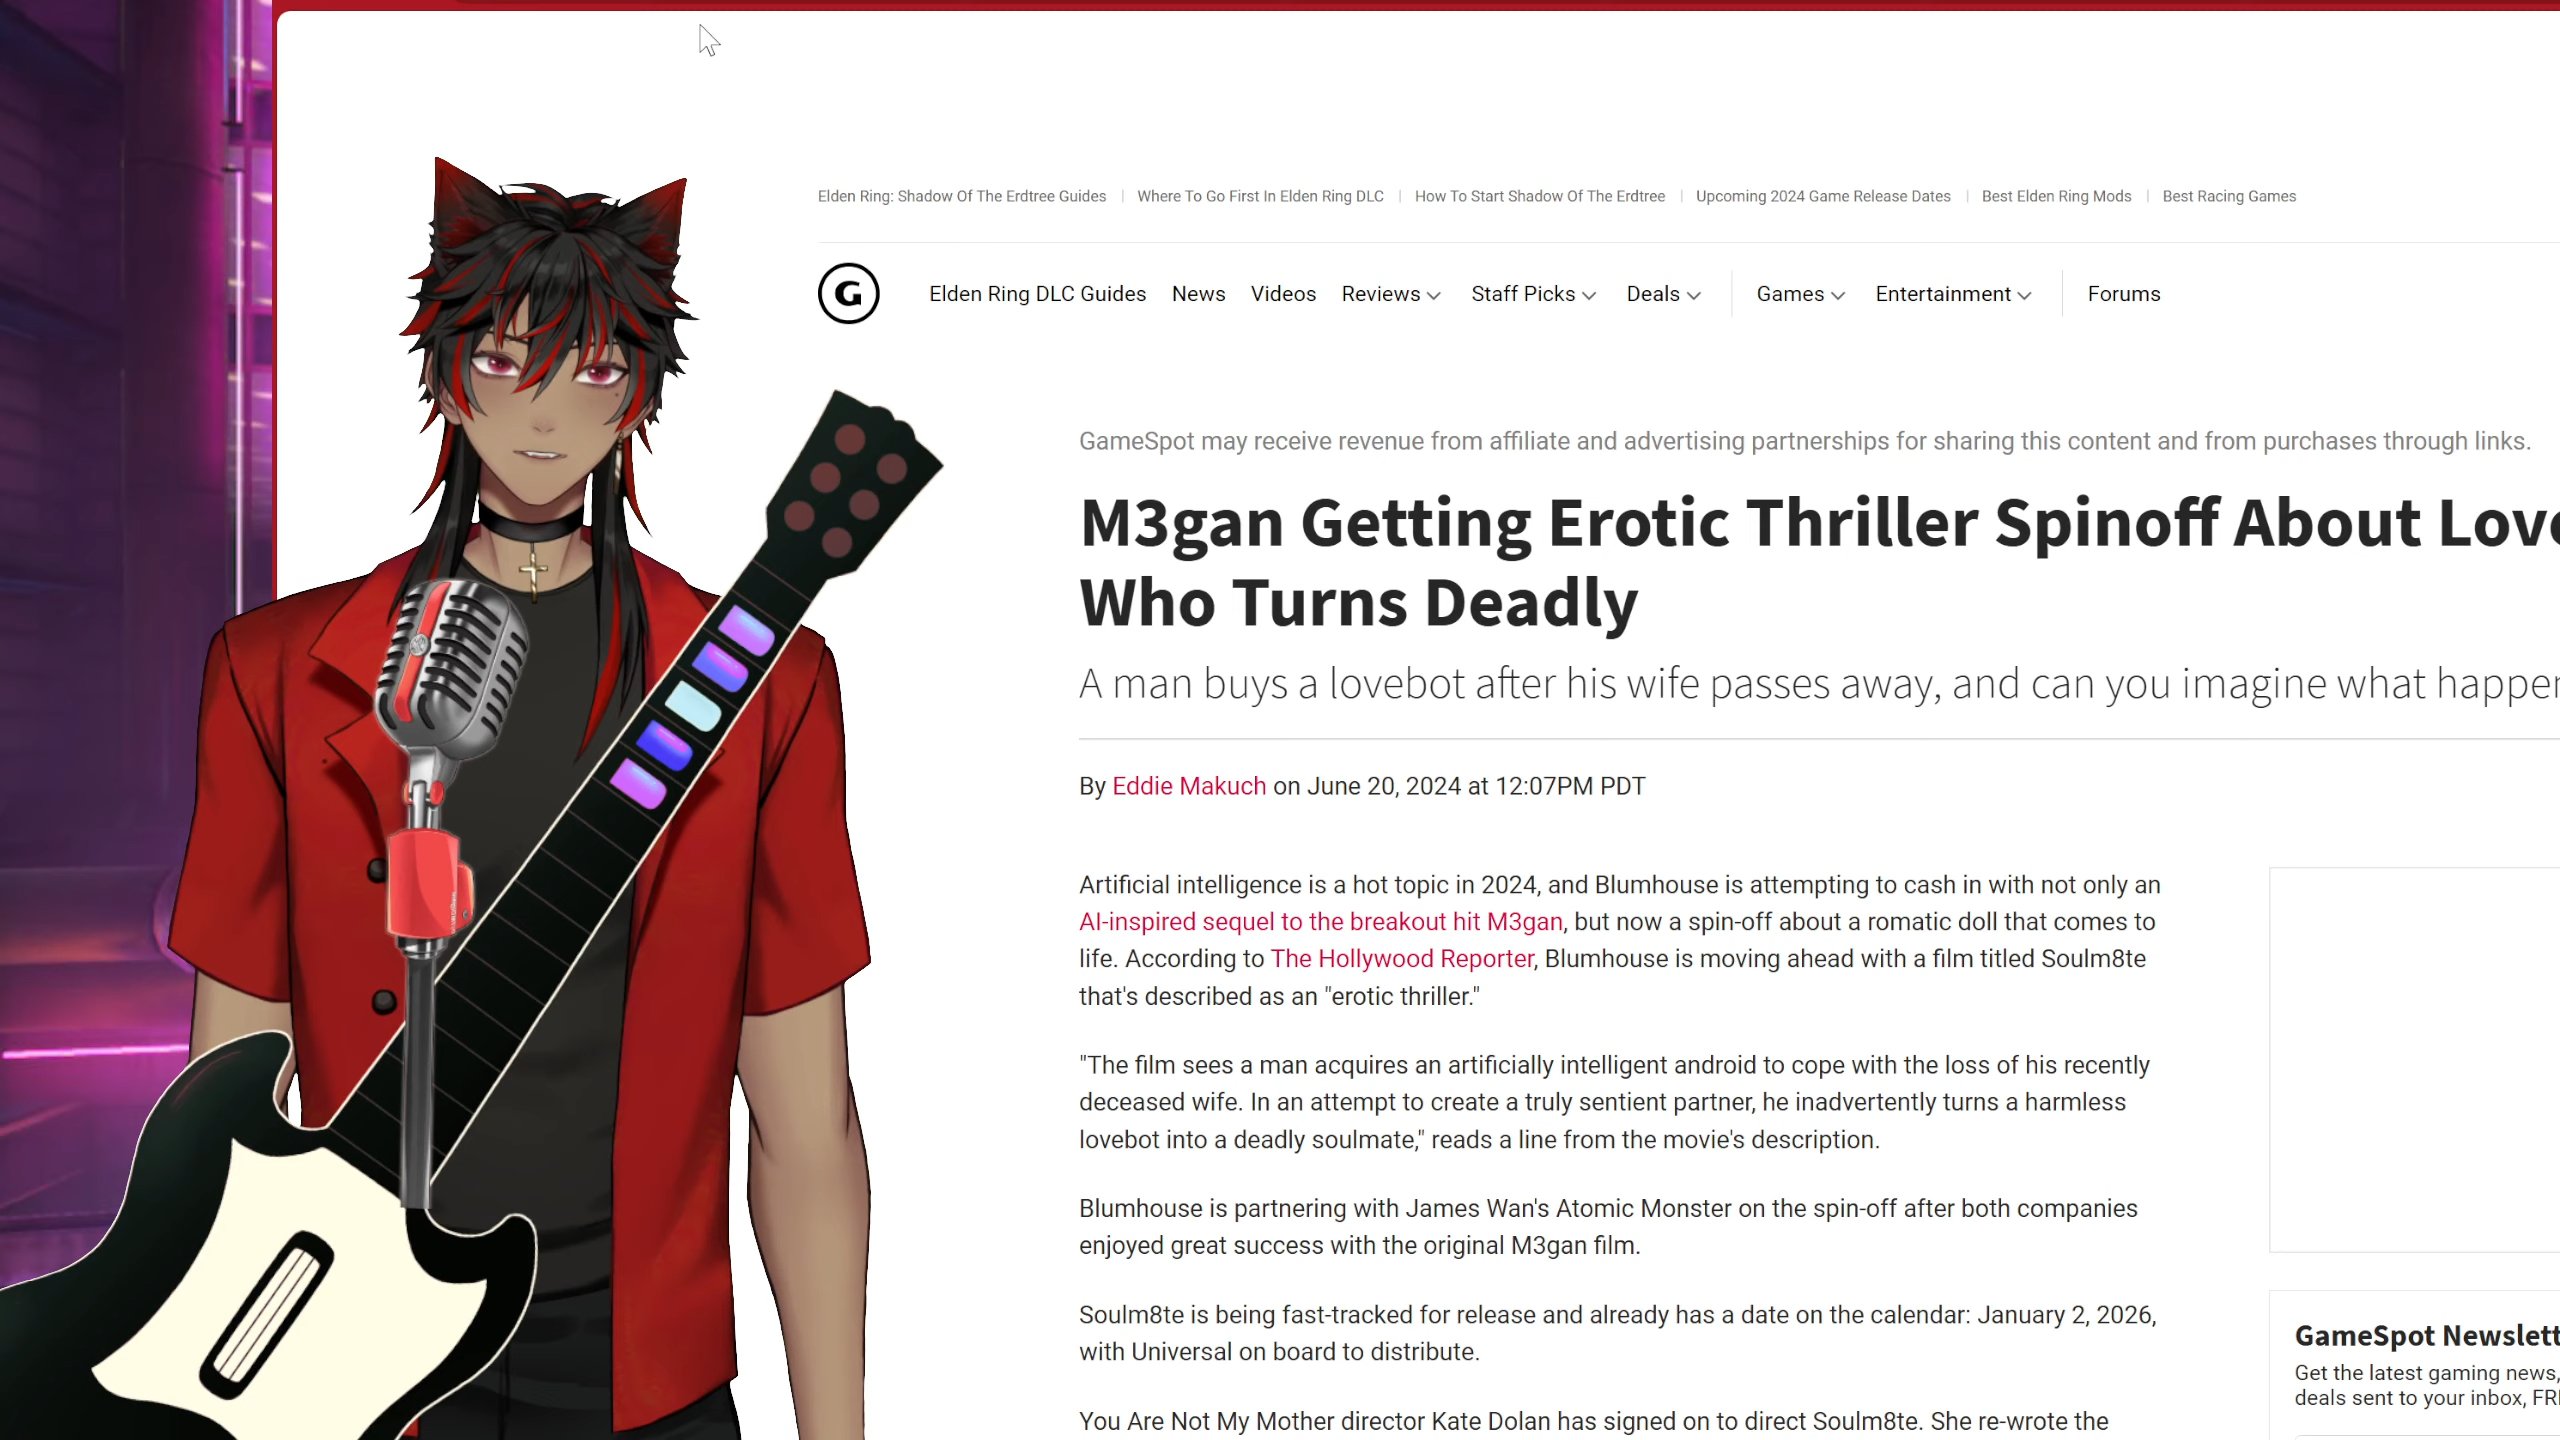 Elden Ring: Shadow Of The Erdtree Guides | Where To Go First In Elden Ring DLC | How To Start Shadow Of The Erdtree | Upcoming 2024 Game Release Dates | Best Elden Ring Mods | Best Racing Games
G Elden Ring DLC Guides News Videos Reviews Staff Picks Deals Games Entertainment Forums
GameSpot may receive revenue from affiliate and advertising partnerships for sharing this content and from purchases through links.
M3gan Getting Erotic Thriller Spinoff About Love
Who Turns Deadly
A man buys a lovebot after his wife passes away, and can you imagine what happen
By Eddie Makuch on June 20, 2024 at 12:07PM PDT
Artificial intelligence is a hot topic in 2024, and Blumhouse is attempting to cash in with not only an
AI-inspired sequel to the breakout hit M3gan, but now a spin-off about a romatic doll that comes to
life. According to The Hollywood Reporter, Blumhouse is moving ahead with a film titled Soulm8te
that's described as an "erotic thriller."
"The film sees a man acquires an artificially intelligent android to cope with the loss of his recently
deceased wife. In an attempt to create a truly sentient partner, he inadvertently turns a harmless
lovebot into a deadly soulmate," reads a line from the movie's description.
Blumhouse is partnering with James Wan's Atomic Monster on the spin-off after both companies
enjoyed great success with the original M3gan film.
Soulm8te is being fast-tracked for release and already has a date on the calendar: January 2, 2026,
with Universal on board to distribute.
You Are Not My Mother director Kate Dolan has signed on to direct Soulm8te. She re-wrote the
GameSpot Newslett
Get the latest gaming news,
deals sent to your inbox, FRE